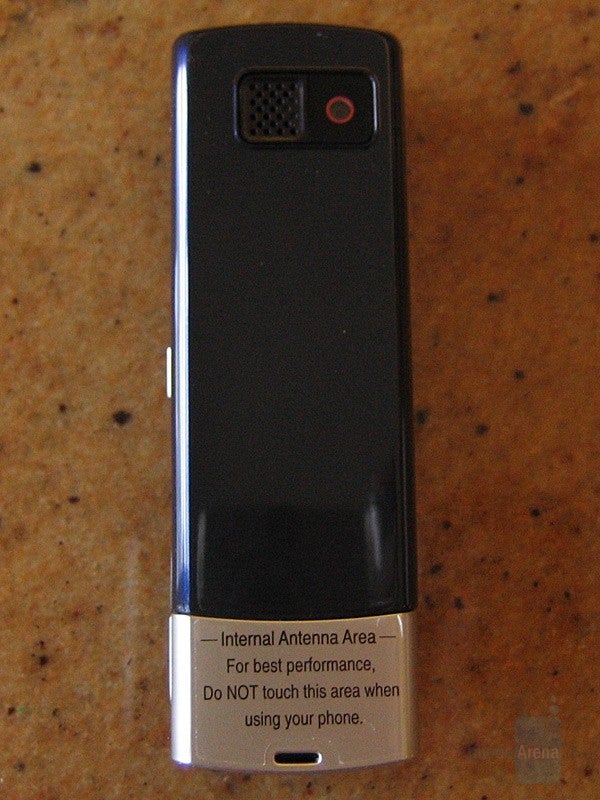 — Internal Antenna Area —
For best performance,
Do NOT touch this area when
using your phone.
Arena